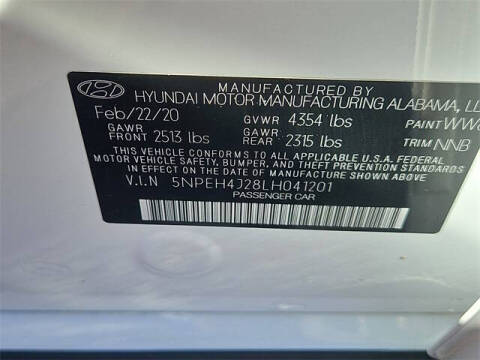 MANUFACTURED BY
HYUNDAI MOTOR MANUFACTURING ALABAMA, LL
Feb/22/20 GVWR 4354 lbs PAINT WW8
GAWR FRONT 2513 lbs GAWR REAR 2315 lbs TRIM NNB
THIS VEHICLE CONFORMS TO ALL APPLICABLE U.S.A. FEDERAL
MOTOR VEHICLE SAFETY, BUMPER, AND THEFT PREVENTION STANDARDS
IN EFFECT ON THE DATE OF MANUFACTURE SHOWN ABOVE
V.I.N 5NPEH4J28LH041201
PASSENGER CAR